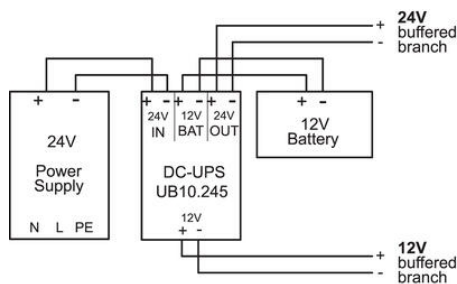 + 24V
buffered
- branch
+ -
24V
Power
Supply
N L PE
+ - + - + -
24V 12V 24V
IN BAT OUT
DC-UPS
UB10.245
12V
+ -
+ -
12V
Battery
+ 12V
buffered
- branch